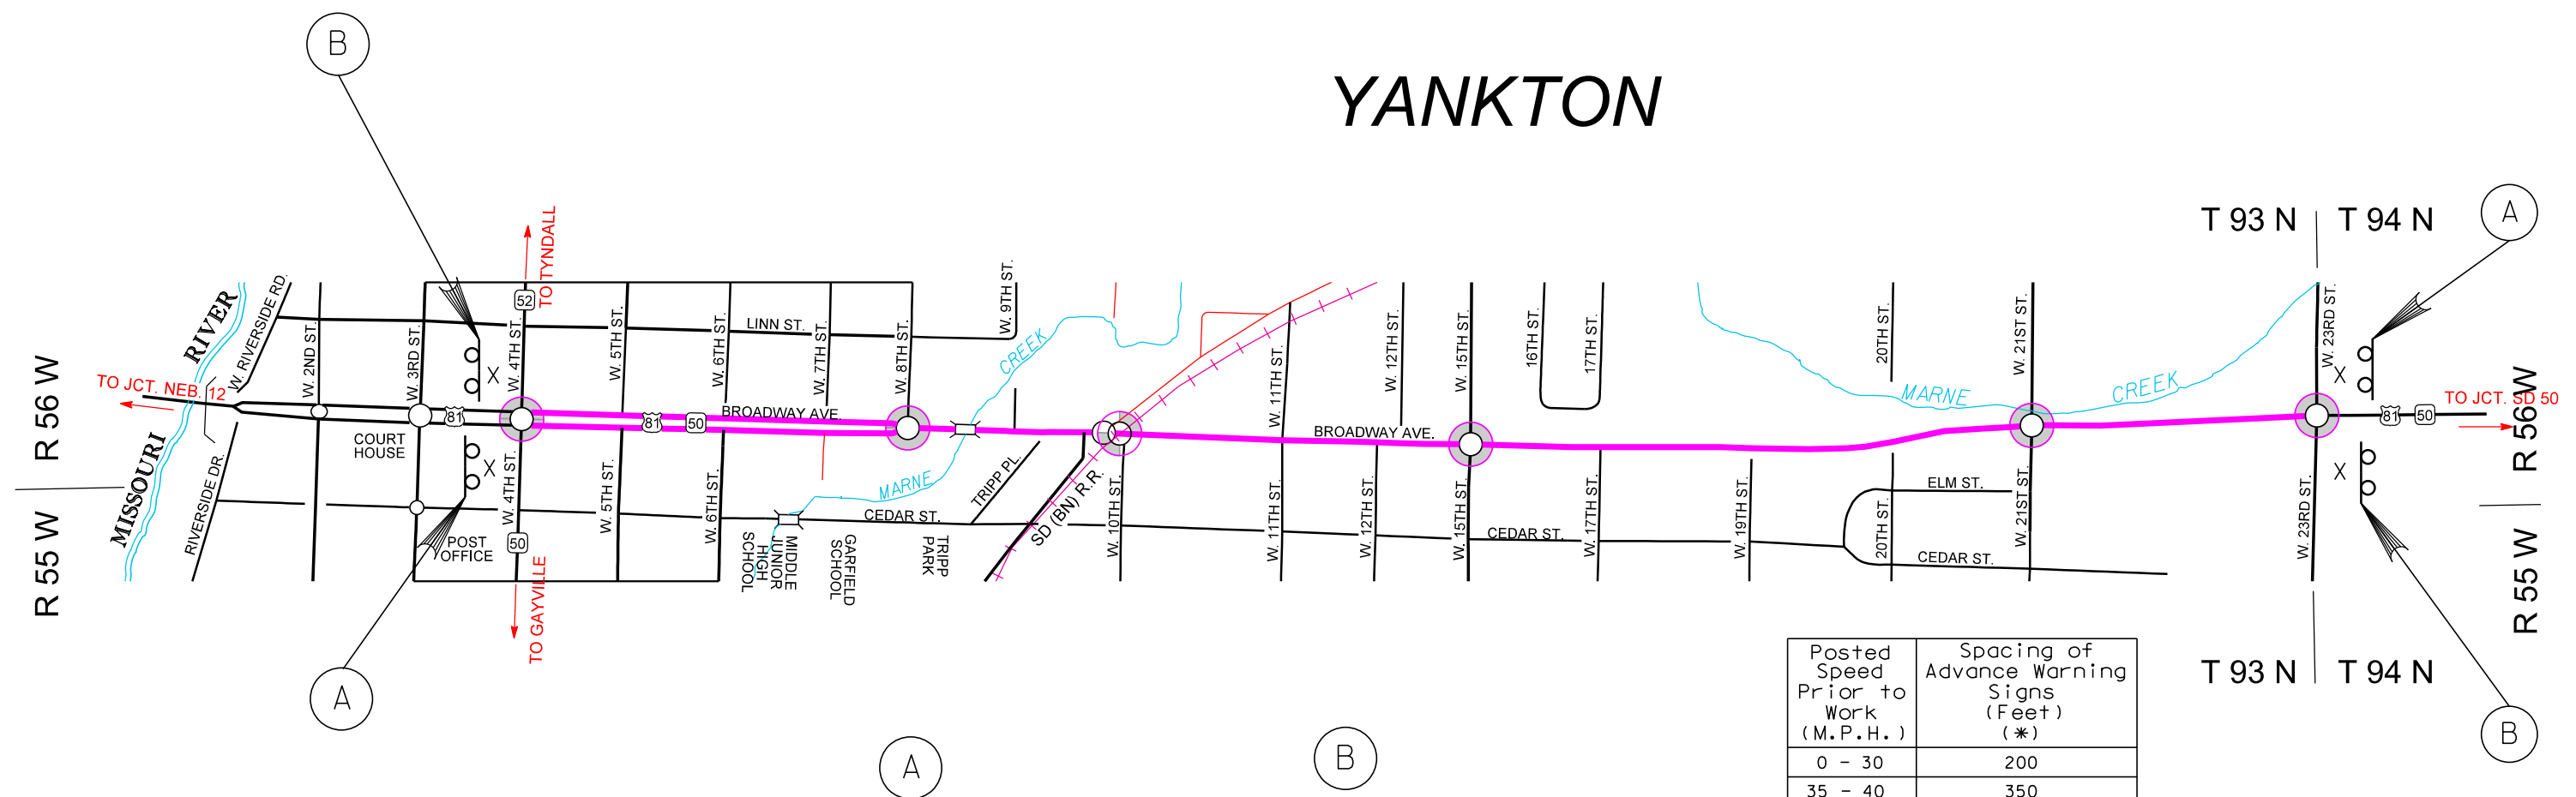 B
YANKTON
A
T 93 N
T 94 N
TO TYNDALL
52
W. 9TH ST.
CREEK
RIVER
W. RIVERSIDE RD.
W. 2ND ST.
W. 3RD ST.
W. 4TH ST.
W. 5TH ST.
W. 6TH ST.
LINN ST.
W. 7TH ST.
W. 8TH ST.
W. 11TH ST.
W. 12TH ST.
W. 15TH ST.
16TH ST.
17TH ST.
20TH ST.
W. 21ST ST.
W. 23RD ST.
R 56 W
TO JCT. NEB. 12
X
X
MARNE
CREEK
TO JCT. SD 50
R 56 W
81
81
50
BROADWAY AVE.
BROADWAY AVE.
81
50
COURT
HOUSE
X
X
MISSOURI
RIVERSIDE DR.
W. 4TH ST.
W. 5TH ST.
W. 6TH ST.
MARNE
TRIPP PL.
SD (BN) R.R.
W. 10TH ST.
W. 11TH ST.
W. 12TH ST.
W. 15TH ST.
W. 17TH ST.
W. 19TH ST.
20TH ST.
ELM ST.
W. 21ST ST.
W. 23RD ST.
CEDAR ST.
CEDAR ST.
CEDAR ST.
R 55 W
R 55 W
POST
OFFICE
50
MIDDLE
JUNIOR
HIGH
SCHOOL
GARFIELD
SCHOOL
TRIPP
PARK
TO GAYVILLE
T 93 N
T 94 N
A
B
A
B
Posted
Speed
Prior to
Work
(M.P.H.)
Spacing of
Advance Warning
Signs
(Feet)
(*)
0 - 30
200
35 - 40
350